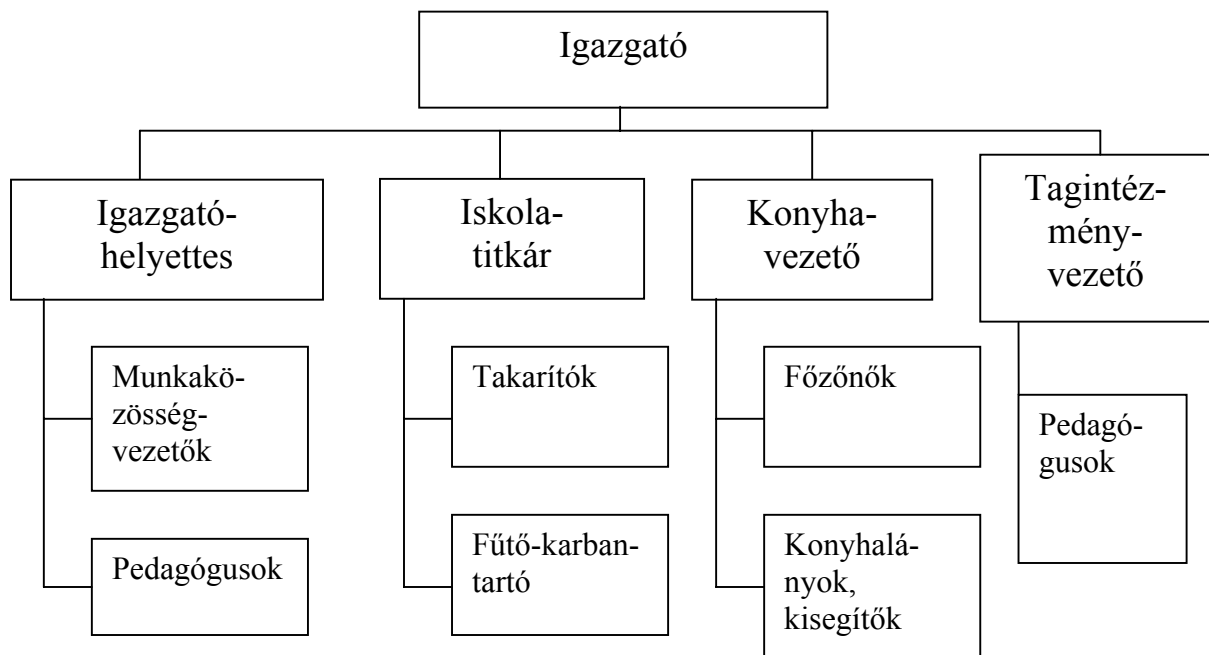 Igazgató
Igazgató-
helyettes
Iskola-
titkár
Konyha-
vezető
Tagintéz-
mény-
vezető
Munkakö-
zösség-
vezetők
Takarítók
Főzőnők
Pedagó-
gusok
Pedagógusok
Fűtő-karban-
tartó
Konyhalá-
nyok,
kisegítők